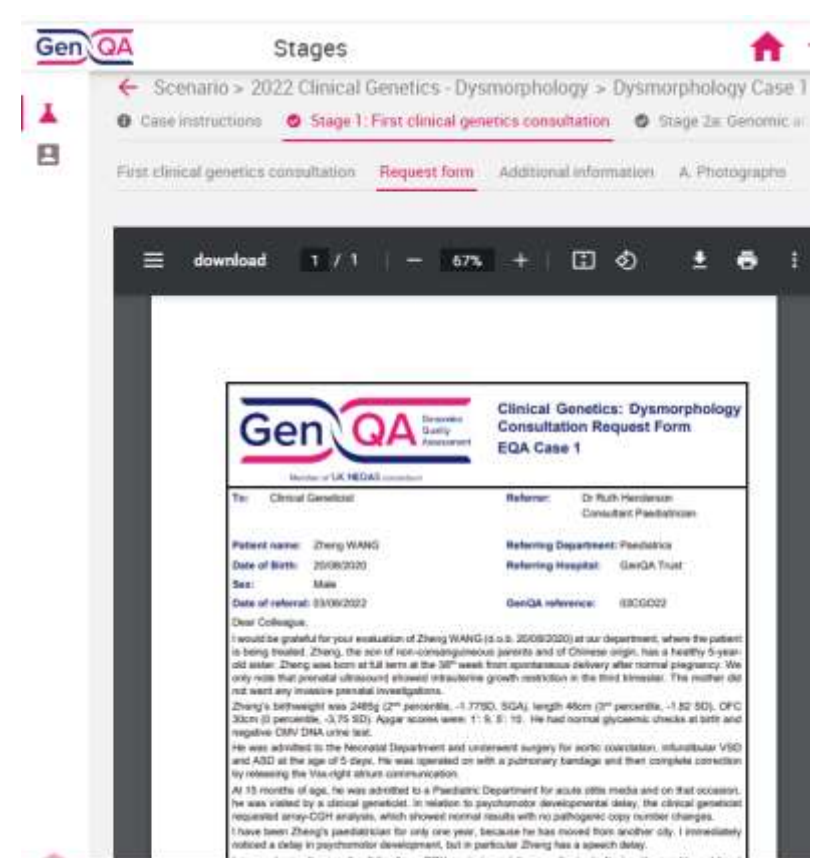 GenQA
Stages
Scenario > 2022 Clinical Genetics - Dysmorphology > Dysmorphology Case 1
Case instructions Stage 1: First clinical genetics consultation Stage 2a: Genomic
First clinical genetics consultation Request form Additional information A. Photographs
download 1 / 1 67%
GenQA Genomics Quality Assessment
Member of UK NEQAS consortium
Clinical Genetics: Dysmorphology
Consultation Request Form
EQA Case 1
To: Clinical Geneticist Referrer: Dr Ruth Henderson
Consultant Paediatrician
Patient name: Zheng WANG Referring Department: Paediatrics
Date of Birth: 20/08/2020 Referring Hospital: GenQA Trust
Sex: Male
Date of referral: 03/06/2022 GenQA reference: 03CGD22
Dear Colleague,
I would be grateful for your evaluation of Zheng WANG (d.o.b. 20/08/2020) at our department, where the patient
is being treated. Zheng, the son of non-consanguineous parents and of Chinese origin, has a healthy 5-year-
old sister. Zheng was born at full term at the 38th week from spontaneous delivery after normal pregnancy. We
only note that prenatal ultrasound showed intrauterine growth restriction in the third trimester. The mother did
not want any invasive prenatal investigations.
Zheng's birthweight was 2485g (2nd percentile, -1.77SD, SGA), length 46cm (3rd percentile, -1.82 SD), OFC
30cm (0 percentile, -3,75 SD). Apgar scores were: 1': 9, 5': 10. He had normal glycaemic checks at birth and
negative CMV DNA urine test.
He was admitted to the Neonatal Department and underwent surgery for aortic coarctation, infundibular VSD
and ASD at the age of 5 days. He was operated on with a pulmonary bandage and then complete correction
by releasing the Vsx-right atrium communication.
At 15 months of age, he was admitted to a Paediatric Department for acute otitis media and on that occasion,
he was visited by a clinical geneticist. In relation to psychomotor developmental delay, the clinical geneticist
requested array-CGH analysis, which showed normal results with no pathogenic copy number changes.
I have been Zheng's paediatrician for only one year, because he has moved from another city. I immediately
noticed a delay in psychomotor development, but in particular Zheng has a speech delay.